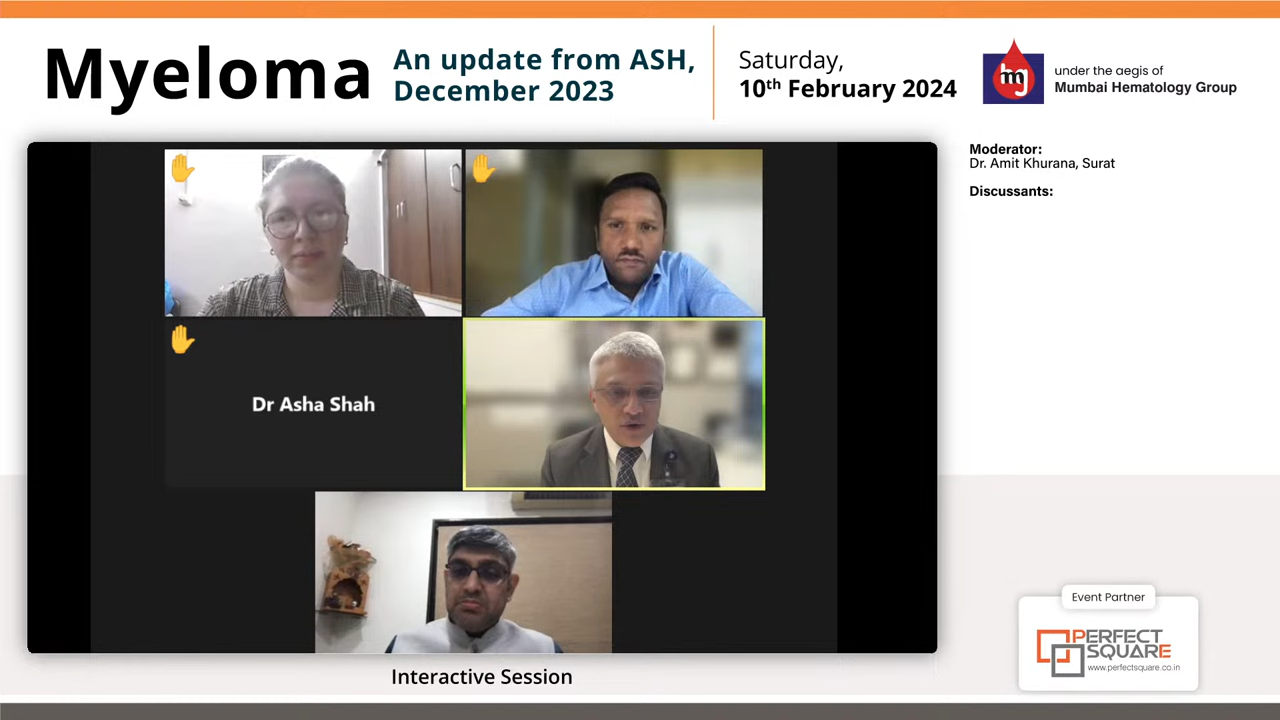 Myeloma
An update from ASH,
December 2023
Saturday,
10th February 2024
mg
under the aegis of
Mumbai Hematology Group
Moderator:
Dr. Amit Khurana, Surat
Discussants:
Dr Asha Shah
Interactive Session
Event Partner
PERFECT
SQUARE
www.perfectsquare.co.in